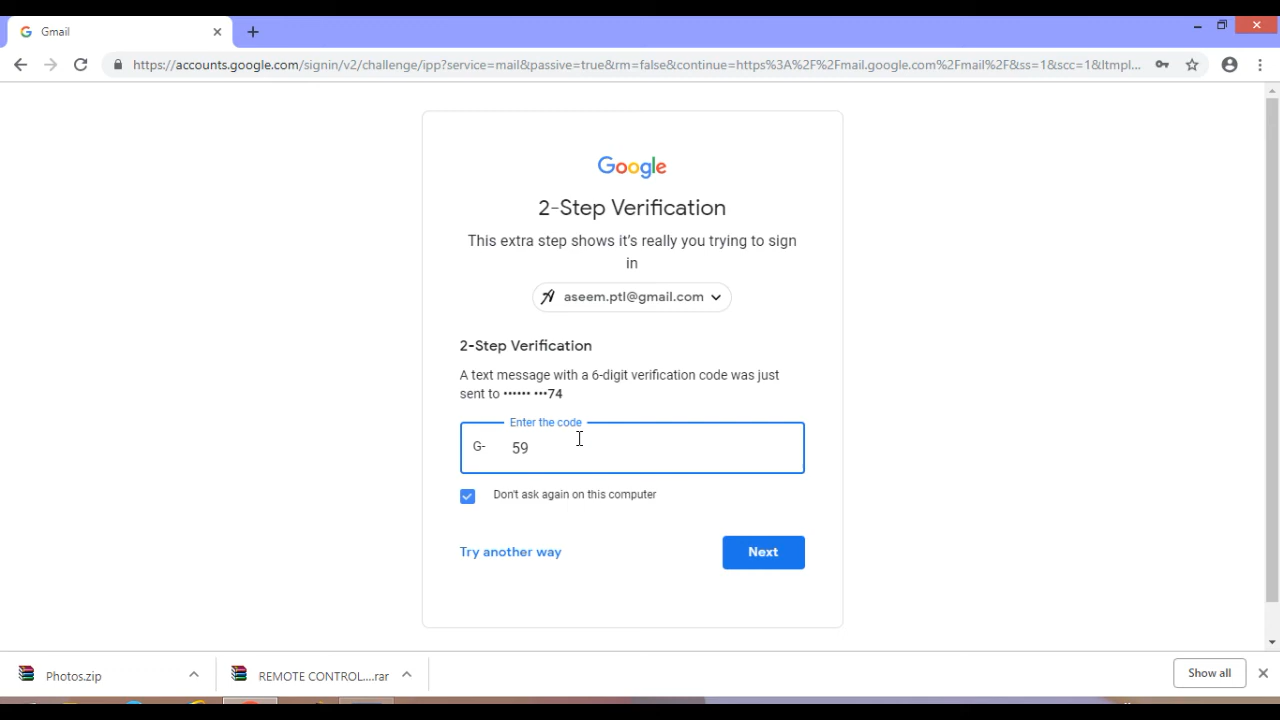 Gmail
https://accounts.google.com/signin/v2/challenge/ipp?service=mail&passive=true&rm=false&continue=https%3A%2F%2Fmail.google.com%2Fmail%2F&ss=1&scc=1&ltmpl...
Google
2-Step Verification
This extra step shows it's really you trying to sign
in
aseem.ptl@gmail.com
2-Step Verification
A text message with a 6-digit verification code was just
sent to •••••• •••74
Enter the code
G- 59
Don't ask again on this computer
Try another way Next
Photos.zip REMOTE CONTROL....rar Show all